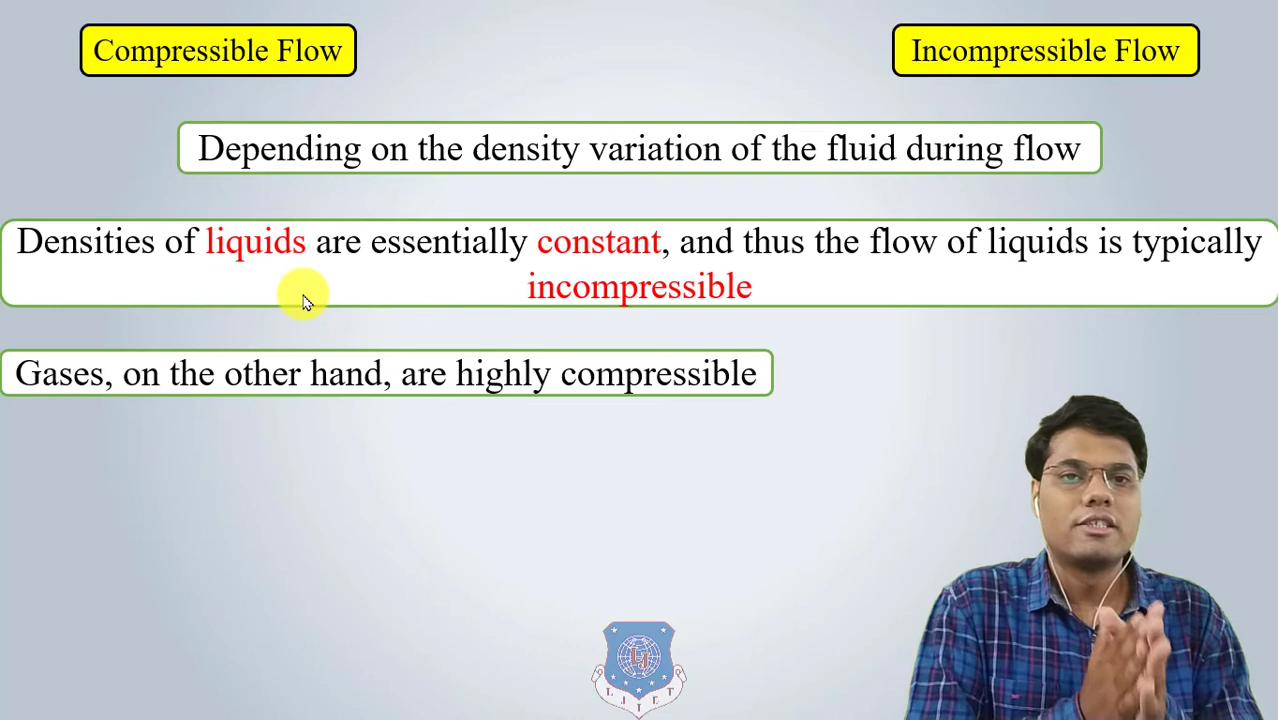 Compressible Flow
Incompressible Flow
Depending on the density variation of the fluid during flow
Densities of liquids are essentially constant, and thus the flow of liquids is typically
incompressible
Gases, on the other hand, are highly compressible
LJ
L J I E T